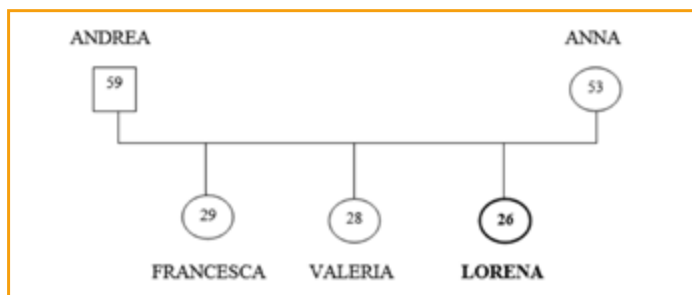 ANDREA ANNA
59 53
29 28 26
FRANCESCA VALERIA LORENA